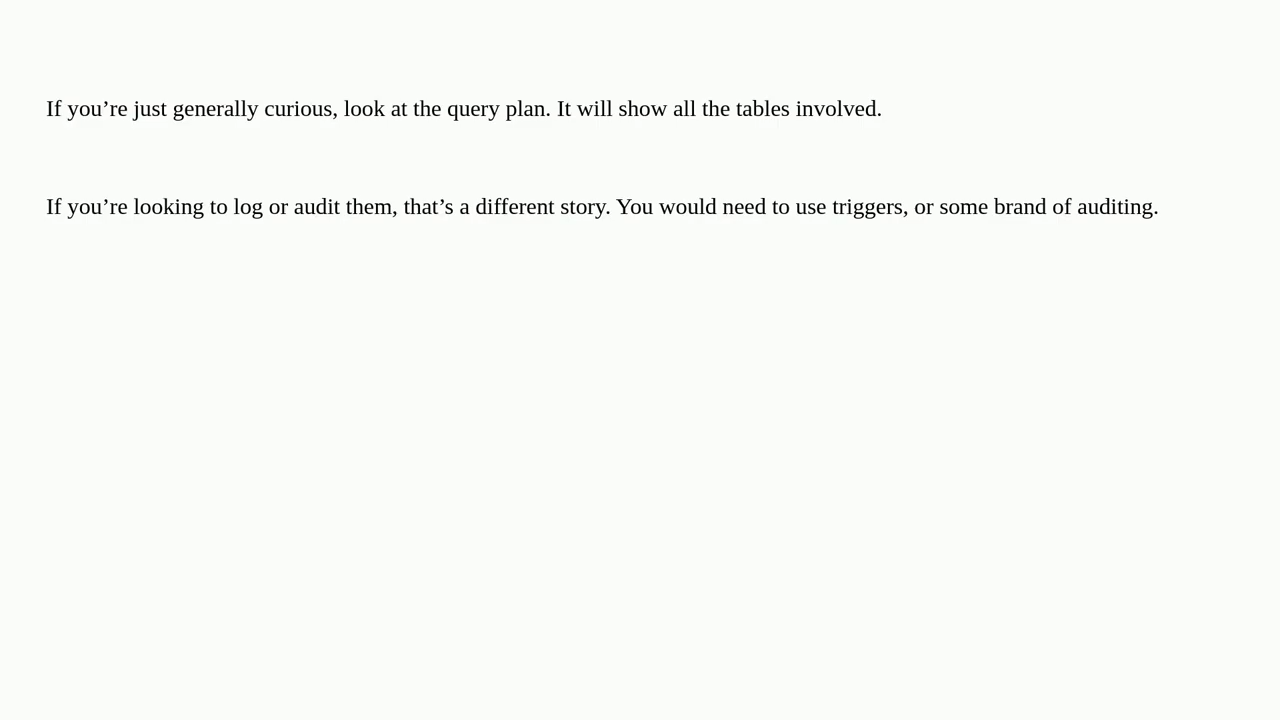 If you’re just generally curious, look at the query plan. It will show all the tables involved.
If you’re looking to log or audit them, that’s a different story. You would need to use triggers, or some brand of auditing.